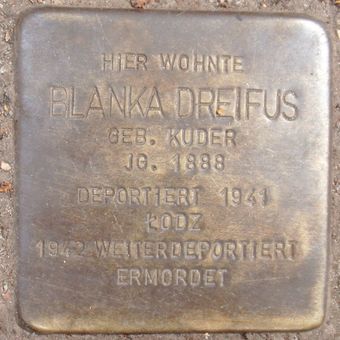 HIER WOHNTE
BLANKA DREIFUS
GEB. KUDER
JG. 1888
DEPORTIERT 1941
ŁODZ
1942 WEITERDEPORTIERT
ERMORDET